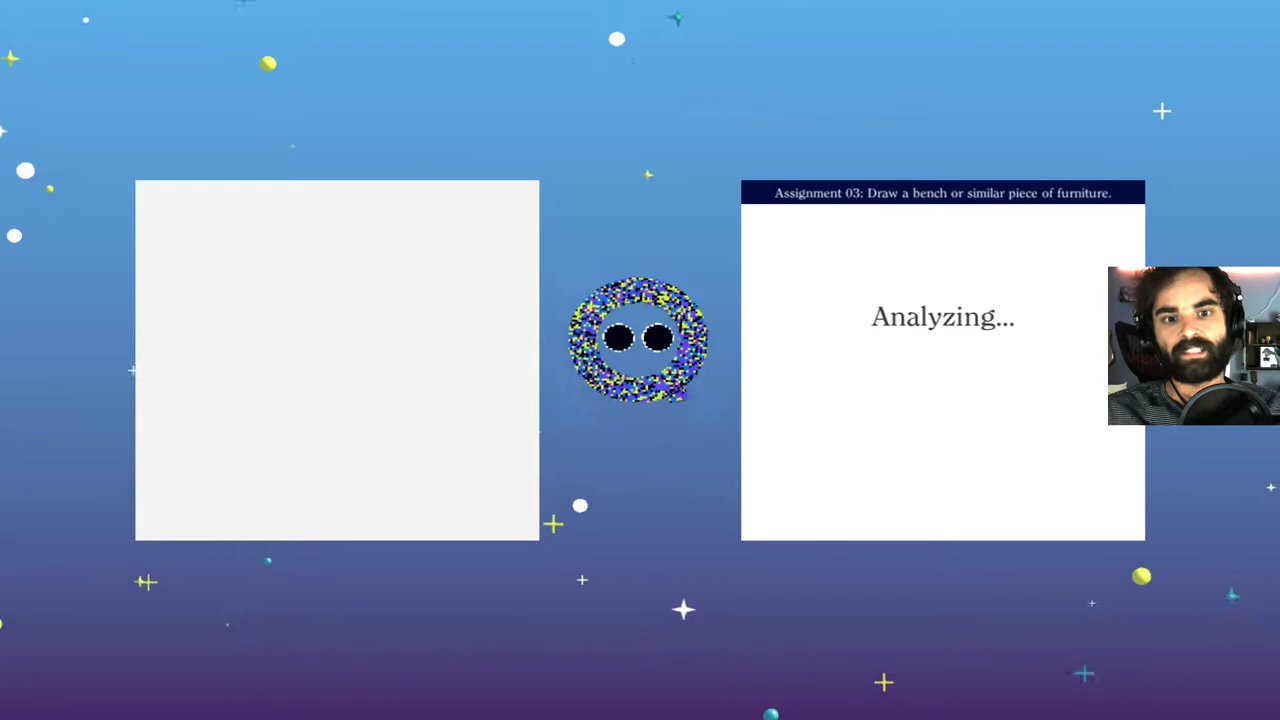 Assignment 03: Draw a bench or similar piece of furniture.
Analyzing...